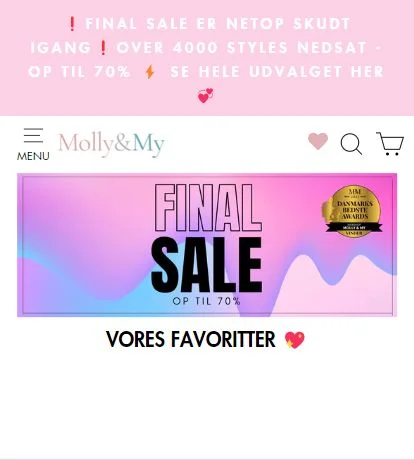 ❗FINAL SALE ER NETOP SKUDT
IGANG❗OVER 4000 STYLES NEDSAT -
OP TIL 70% ⚡ SE HELE UDVALGET HER
💞
MENU
Molly&My
FINAL
SALE
OP TIL 70%
MM
DANMARKS
BEDSTE
AWARDS
MOLLY & MY
VINDER
VORES FAVORITTER 💖